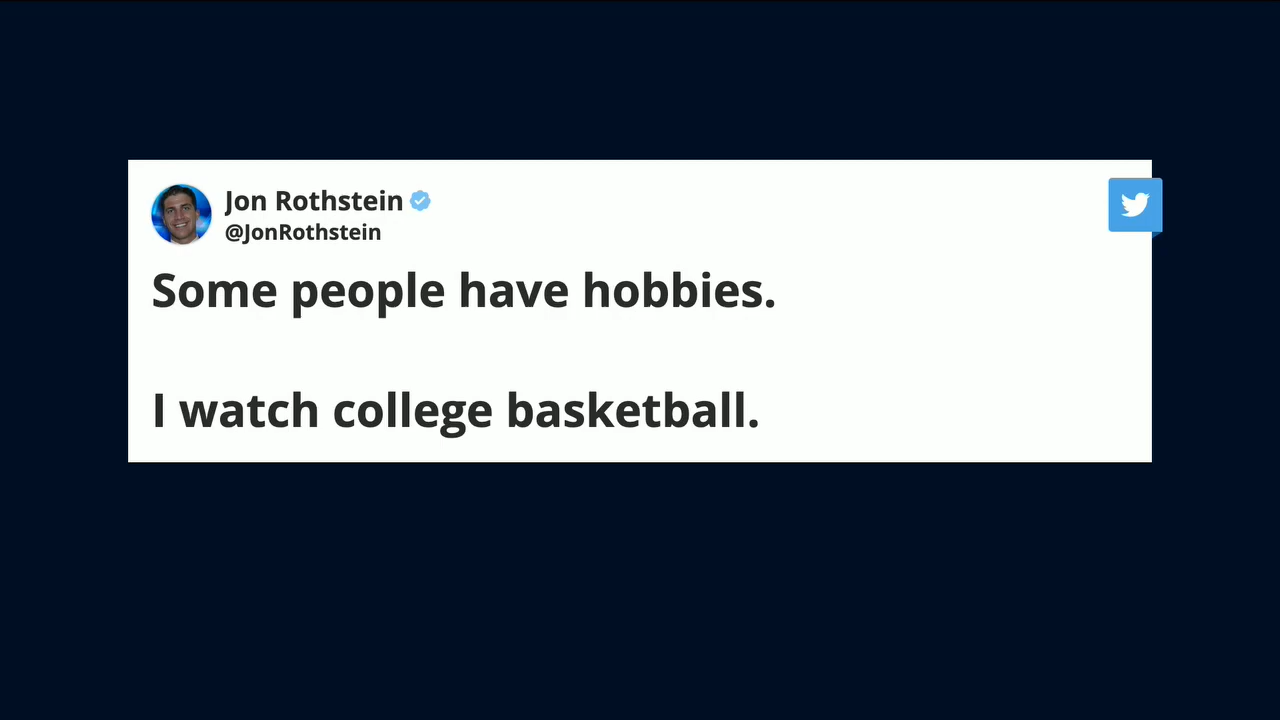 Jon Rothstein
@JonRothstein
Some people have hobbies.
I watch college basketball.